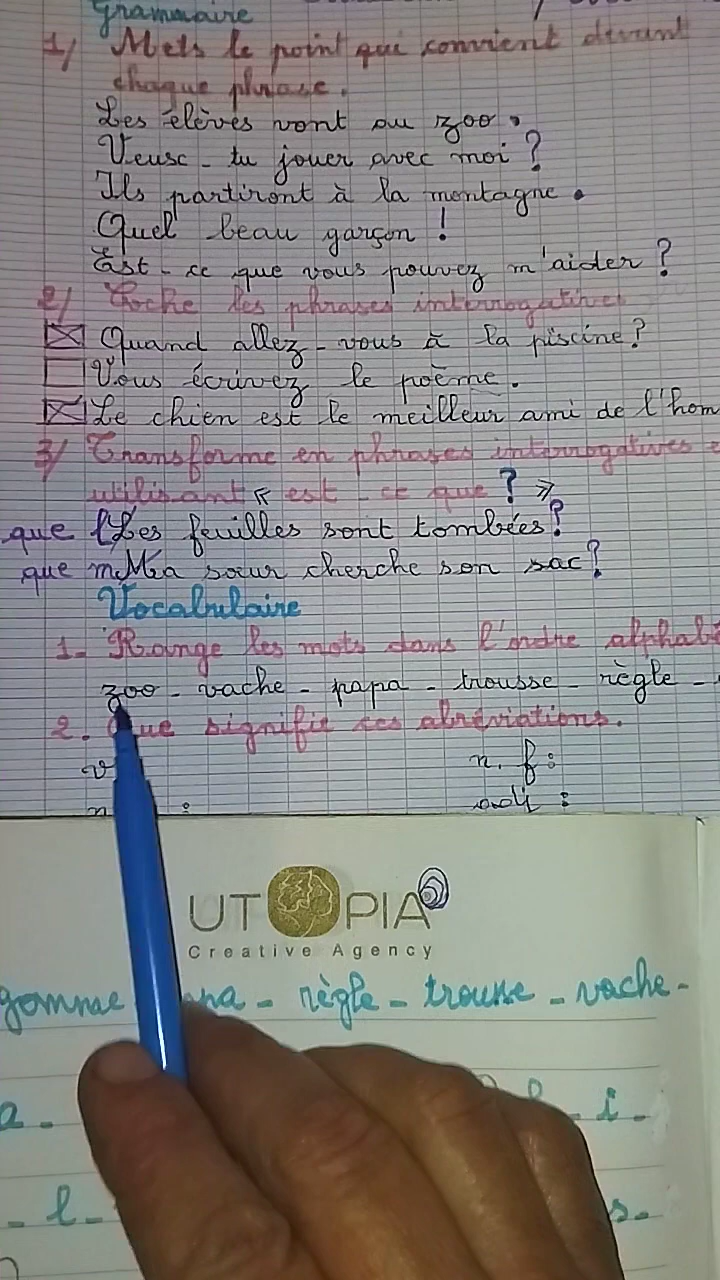 Grammaire
1/ Mets le point qui convient devant
chaque phrase.
Les élèves vont au zoo.
Veux-tu jouer avec moi ?
Ils partiront à la montagne.
Quel beau garçon !
Est-ce que vous pouvez m'aider ?
2/ Coche les phrases interrogatives
Quand allez-vous à la piscine ?
Vous écrivez le poème.
Le chien est le meilleur ami de l'hom
3/ Transforme en phrases interrogatives
utilisant « est-ce que ? »
que lLes feuilles sont tombées ?
que mMa sœur cherche son sac ?
Vocabulaire
1- Range les mots dans l'ordre alphab
zoo - vache - papa - trousse - règle -
2. Que signifie ces abréviations.
v
n. f :
n :
adj :
UTOPIA
Creative Agency
gomme - règle - trousse - vache -
a - i -
- l - s -